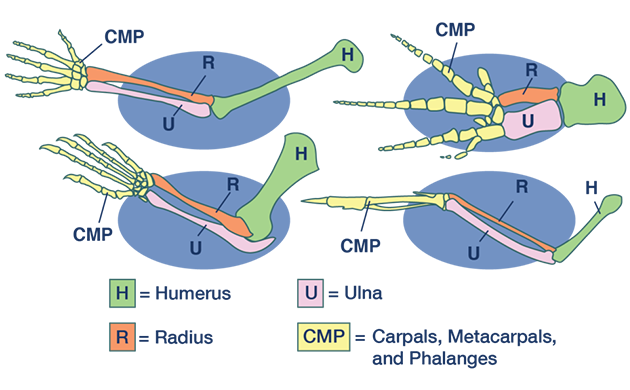 CMP
R
H
U
CMP
R
H
U
R
H
CMP
U
R
H
CMP
U
H = Humerus
U = Ulna
R = Radius
CMP = Carpals, Metacarpals,
and Phalanges